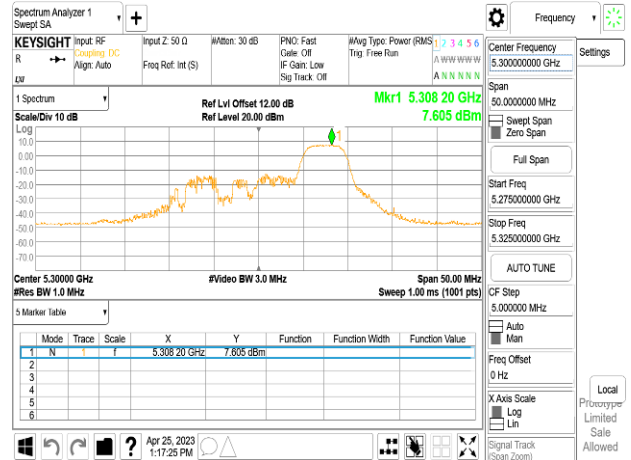 Spectrum Analyzer 1
Swept SA
Frequency
KEYSIGHT Input: RF Input Z: 50 Ω #Atten: 30 dB PNO: Fast #Avg Type: Power (RMS 1 2 3 4 5 6
R Coupling: DC Gate: Off Trig: Free Run
Align: Auto Freq Ref: Int (S) IF Gain: Low A W W W W W
Sig Track: Off A N N N N N
LXI
1 Spectrum
Ref Lvl Offset 12.00 dB Mkr1 5.308 20 GHz
Scale/Div 10 dB Ref Level 20.00 dBm 7.605 dBm
Log
1
10.0
0.00
-10.0
-20.0
-30.0
-40.0
-50.0
-60.0
-70.0
Center 5.30000 GHz #Video BW 3.0 MHz Span 50.00 MHz
#Res BW 1.0 MHz Sweep 1.00 ms (1001 pts)
5 Marker Table
Mode Trace Scale X Y Function Function Width Function Value
1 N 1 f 5.308 20 GHz 7.605 dBm
2
3
4
5
6
Apr 25, 2023
1:17:25 PM
?
Center Frequency
5.300000000 GHz
Settings
Span
50.0000000 MHz
Swept Span
Zero Span
Full Span
Start Freq
5.275000000 GHz
Stop Freq
5.325000000 GHz
AUTO TUNE
CF Step
5.000000 MHz
Auto
Man
Freq Offset
0 Hz
X Axis Scale
Log
Lin
Signal Track
(Span Zoom)
Local
Prototype
Limited
Sale
Allowed